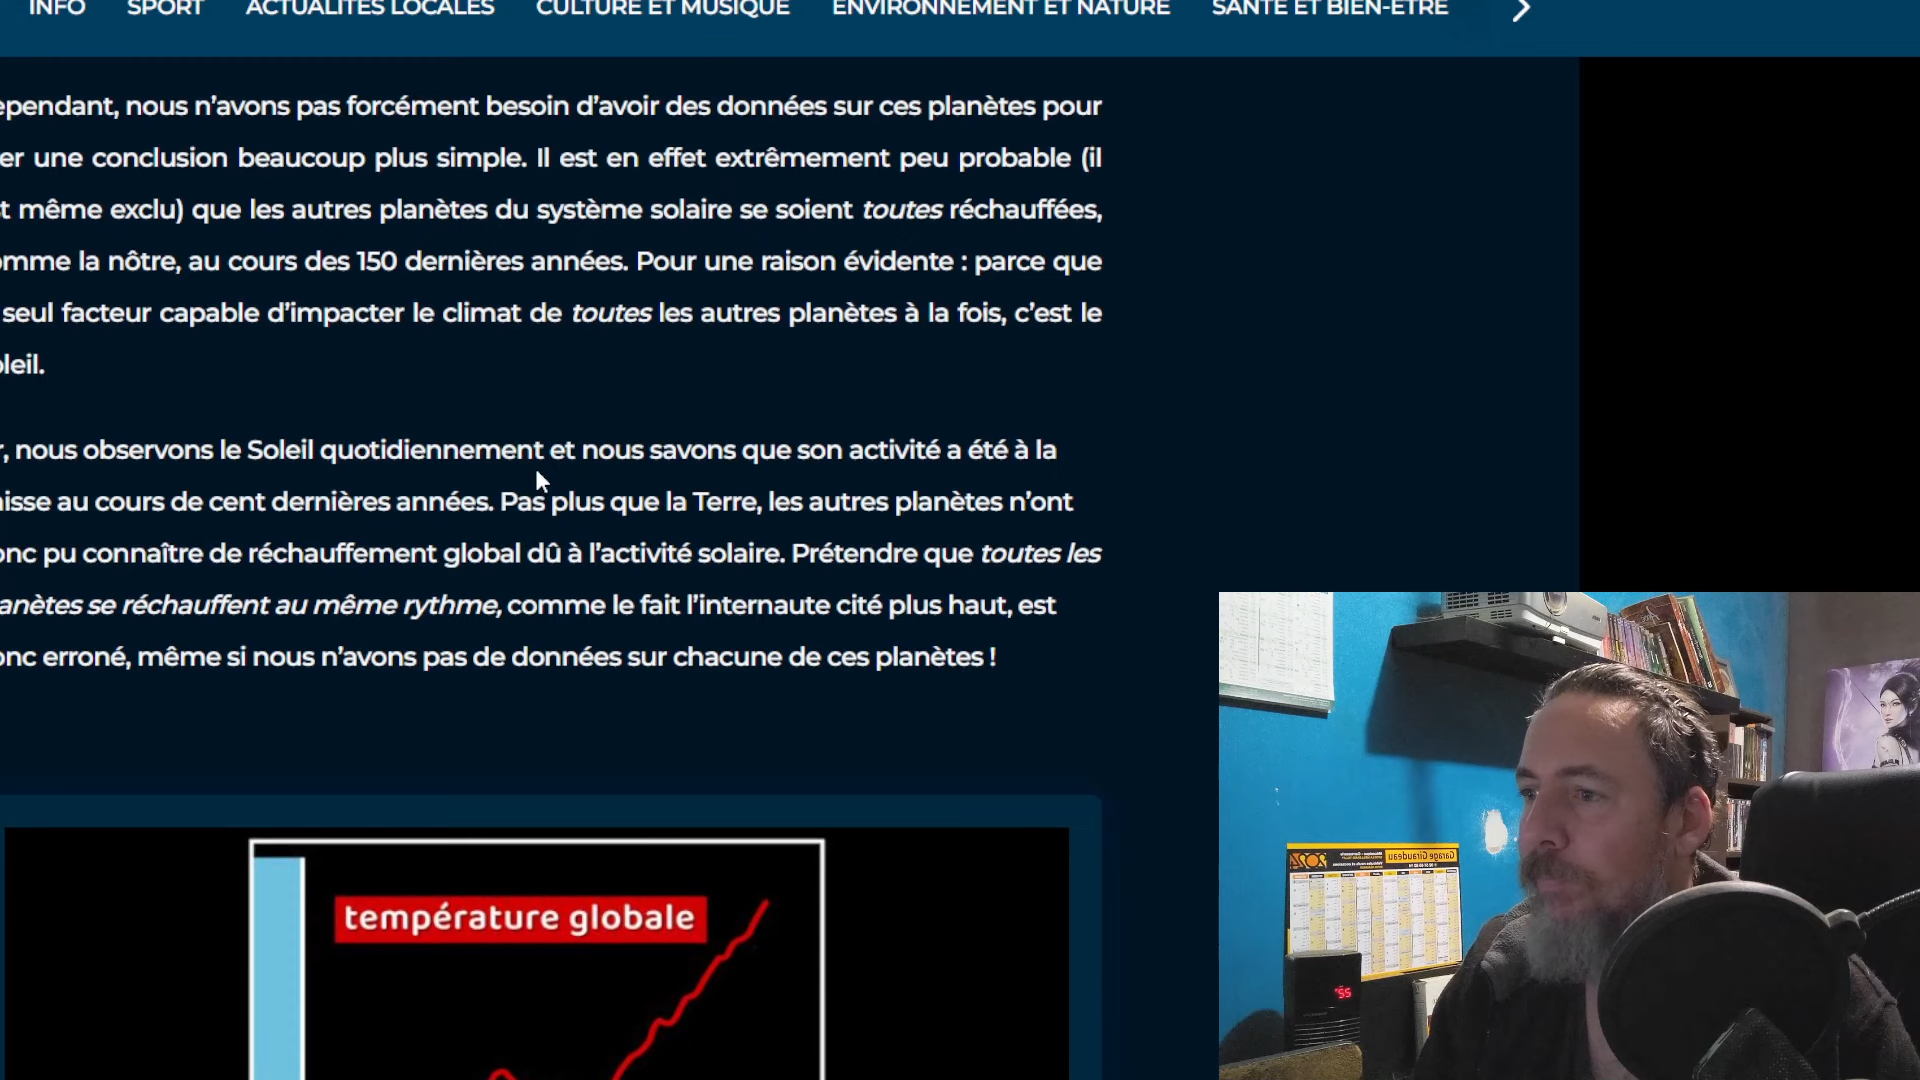 INFO SPORT ACTUALITÉS LOCALES CULTURE ET MUSIQUE ENVIRONNEMENT ET NATURE SANTÉ ET BIEN-ÊTRE
ependant, nous n’avons pas forcément besoin d’avoir des données sur ces planètes pour
er une conclusion beaucoup plus simple. Il est en effet extrêmement peu probable (il
t même exclu) que les autres planètes du système solaire se soient toutes réchauffées,
omme la nôtre, au cours des 150 dernières années. Pour une raison évidente : parce que
seul facteur capable d’impacter le climat de toutes les autres planètes à la fois, c’est le
oleil.
r, nous observons le Soleil quotidiennement et nous savons que son activité a été à la
aisse au cours de cent dernières années. Pas plus que la Terre, les autres planètes n’ont
onc pu connaître de réchauffement global dû à l’activité solaire. Prétendre que toutes les
anètes se réchauffent au même rythme, comme le fait l’internaute cité plus haut, est
onc erroné, même si nous n’avons pas de données sur chacune de ces planètes !
température globale
Garage Giraudeau